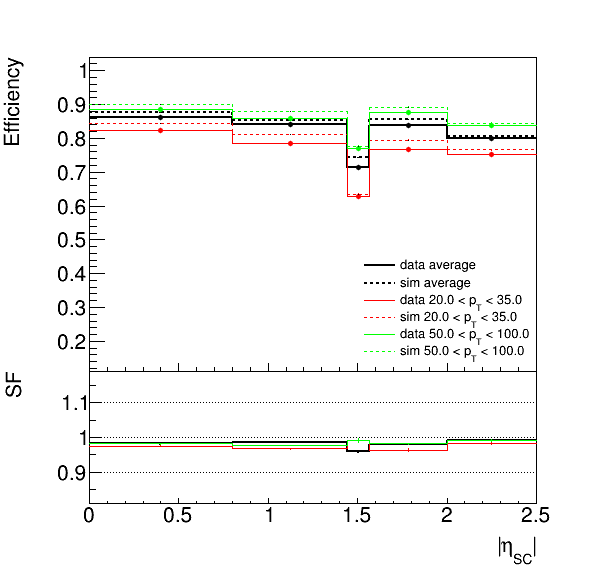 Efficiency
1
0.9
0.8
0.7
0.6
0.5
0.4
0.3
0.2
data average
sim average
data 20.0 < p_T < 35.0
sim 20.0 < p_T < 35.0
data 50.0 < p_T < 100.0
sim 50.0 < p_T < 100.0
SF
1.1
1
0.9
0 0.5 1 1.5 2 2.5
|η_SC|